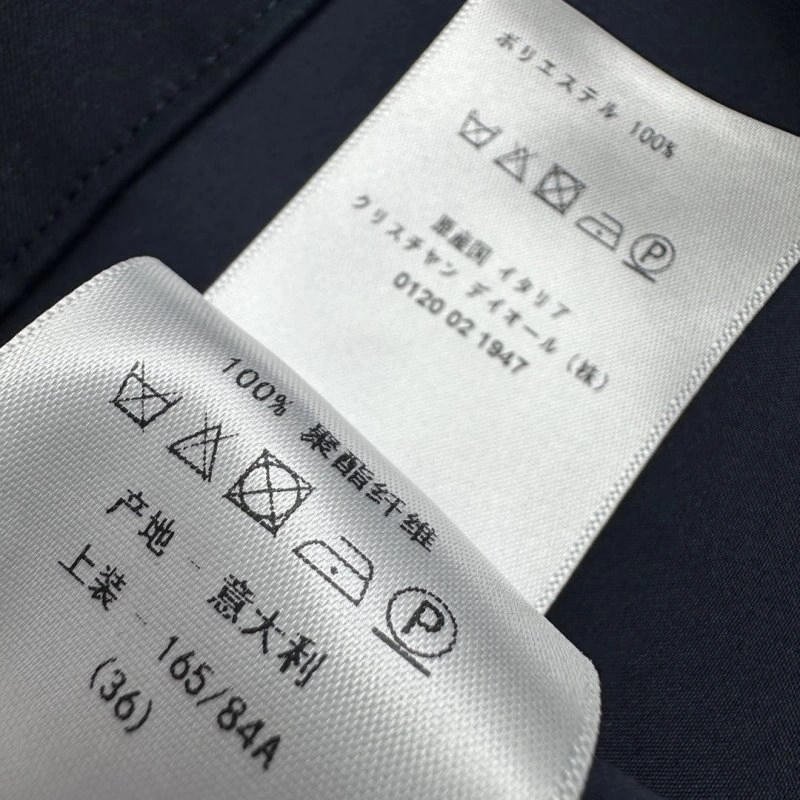 ポリエステル 100%
P
原産国 イタリア
クリスチャン ディオール (株)
0120 02 1947
100% 聚酯纤维
P
产地 - 意大利
上装 - 165/84A
(36)